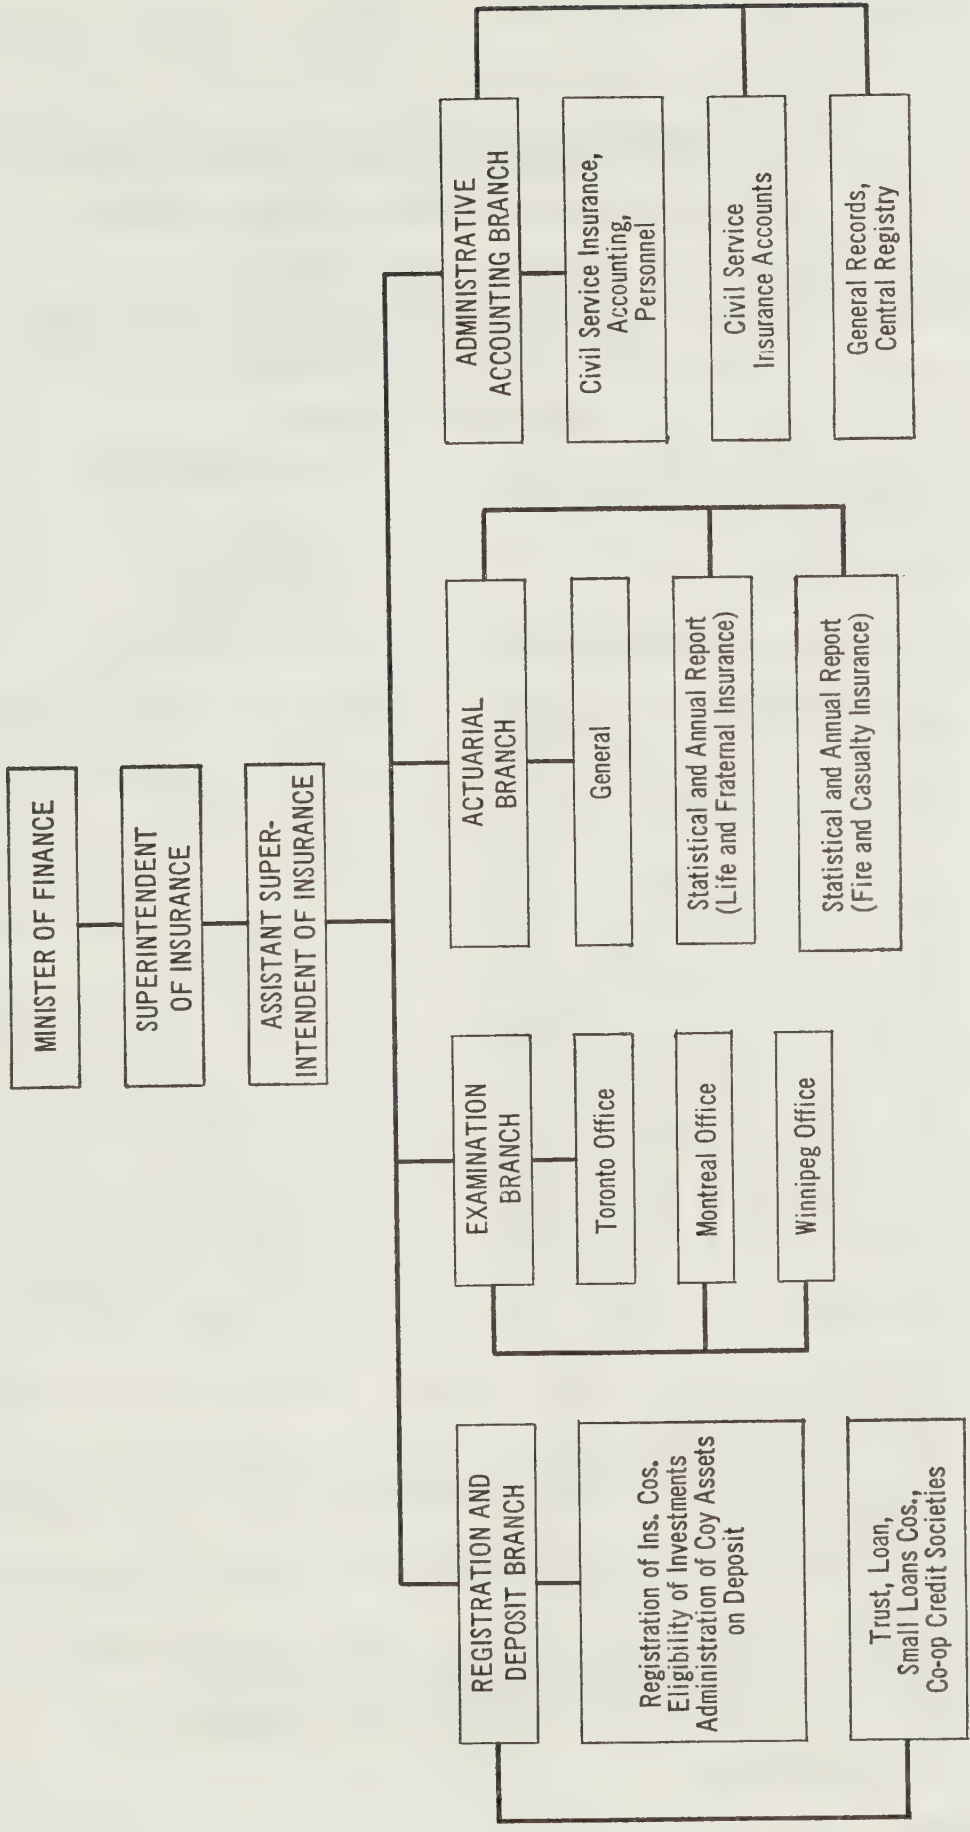 MINISTER OF FINANCE
SUPERINTENDENT
OF INSURANCE
ASSISTANT SUPER-
INTENDENT OF INSURANCE
REGISTRATION AND
DEPOSIT BRANCH
Registration of Ins. Cos.
Eligibility of Investments
Administration of Coy Assets
on Deposit
Trust, Loan,
Small Loans Cos.,
Co-op Credit Societies
EXAMINATION
BRANCH
Toronto Office
Montreal Office
Winnipeg Office
ACTUARIAL
BRANCH
General
Statistical and Annual Report
(Life and Fraternal Insurance)
Statistical and Annual Report
(Fire and Casualty Insurance)
ADMINISTRATIVE
ACCOUNTING BRANCH
Civil Service Insurance,
Accounting,
Personnel
Civil Service
Insurance Accounts
General Records,
Central Registry